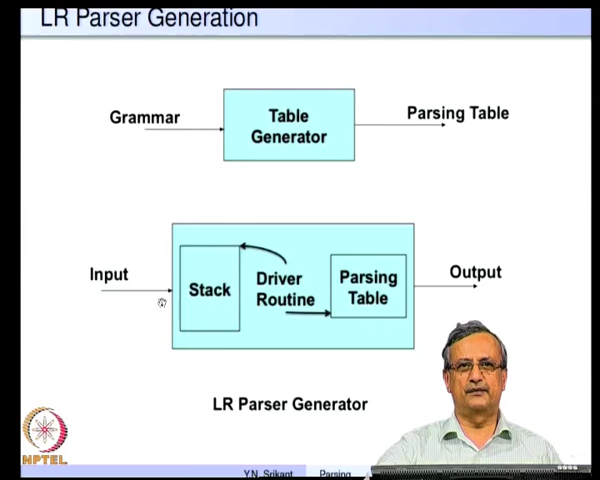 LR Parser Generation
Grammar
Table
Generator
Parsing Table
Input
Stack
Driver
Routine
Parsing
Table
Output
LR Parser Generator
NPTEL
Y.N. Srikant
Parsing